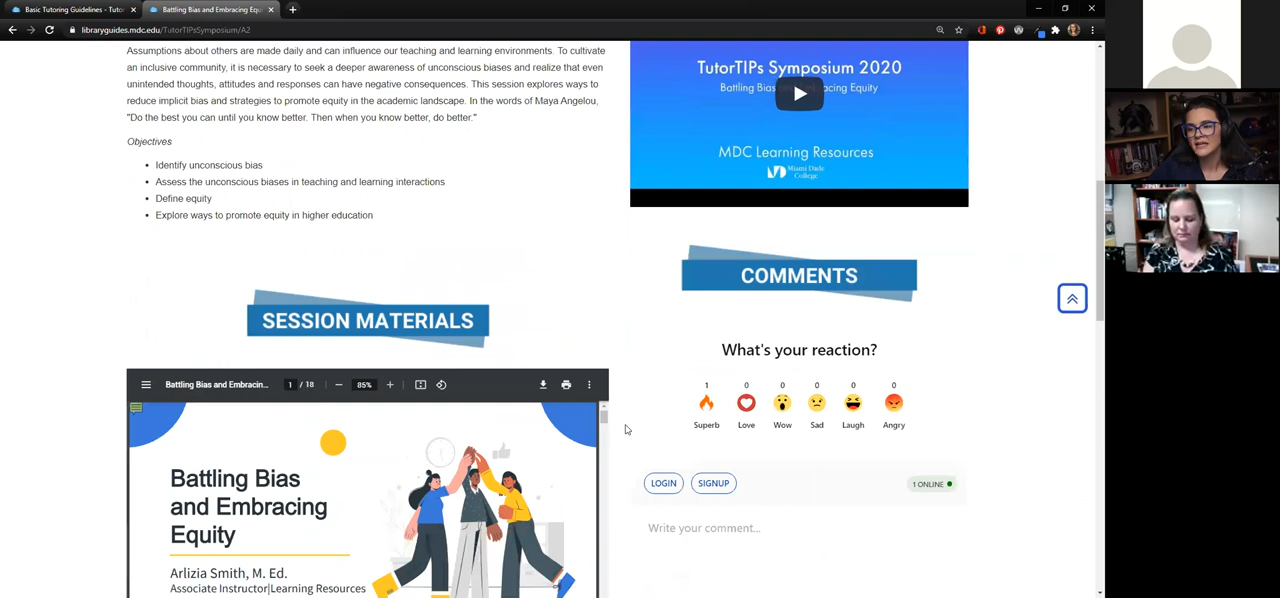 Basic Tutoring Guidelines - Tutor
Battling Bias and Embracing Equ
libraryguides.mdc.edu/TutorTIPsSymposium/A2
Assumptions about others are made daily and can influence our teaching and learning environments. To cultivate
an inclusive community, it is necessary to seek a deeper awareness of unconscious biases and realize that even
unintended thoughts, attitudes and responses can have negative consequences. This session explores ways to
reduce implicit bias and strategies to promote equity in the academic landscape. In the words of Maya Angelou,
"Do the best you can until you know better. Then when you know better, do better."
Objectives
• Identify unconscious bias
• Assess the unconscious biases in teaching and learning interactions
• Define equity
• Explore ways to promote equity in higher education
SESSION MATERIALS
Battling Bias and Embracin... 1 / 18 85%
Battling Bias
and Embracing
Equity
Arlizia Smith, M. Ed.
Associate Instructor|Learning Resources
TutorTIPs Symposium 2020
Battling Bias and Embracing Equity
MDC Learning Resources
Miami Dade
College
COMMENTS
What's your reaction?
1 0 0 0 0 0
Superb Love Wow Sad Laugh Angry
LOGIN SIGNUP 1 ONLINE
Write your comment...